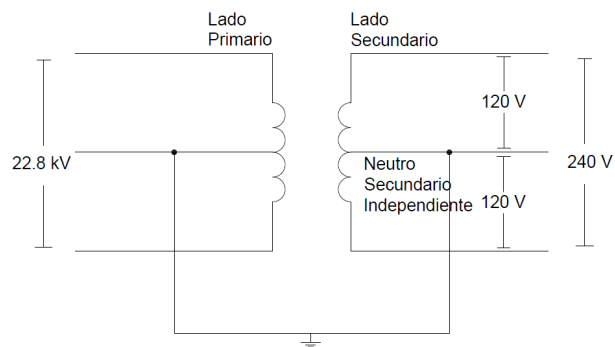 Lado
Primario
Lado
Secundario
120 V
22.8 kV
240 V
Neutro
Secundario
Independiente
120 V